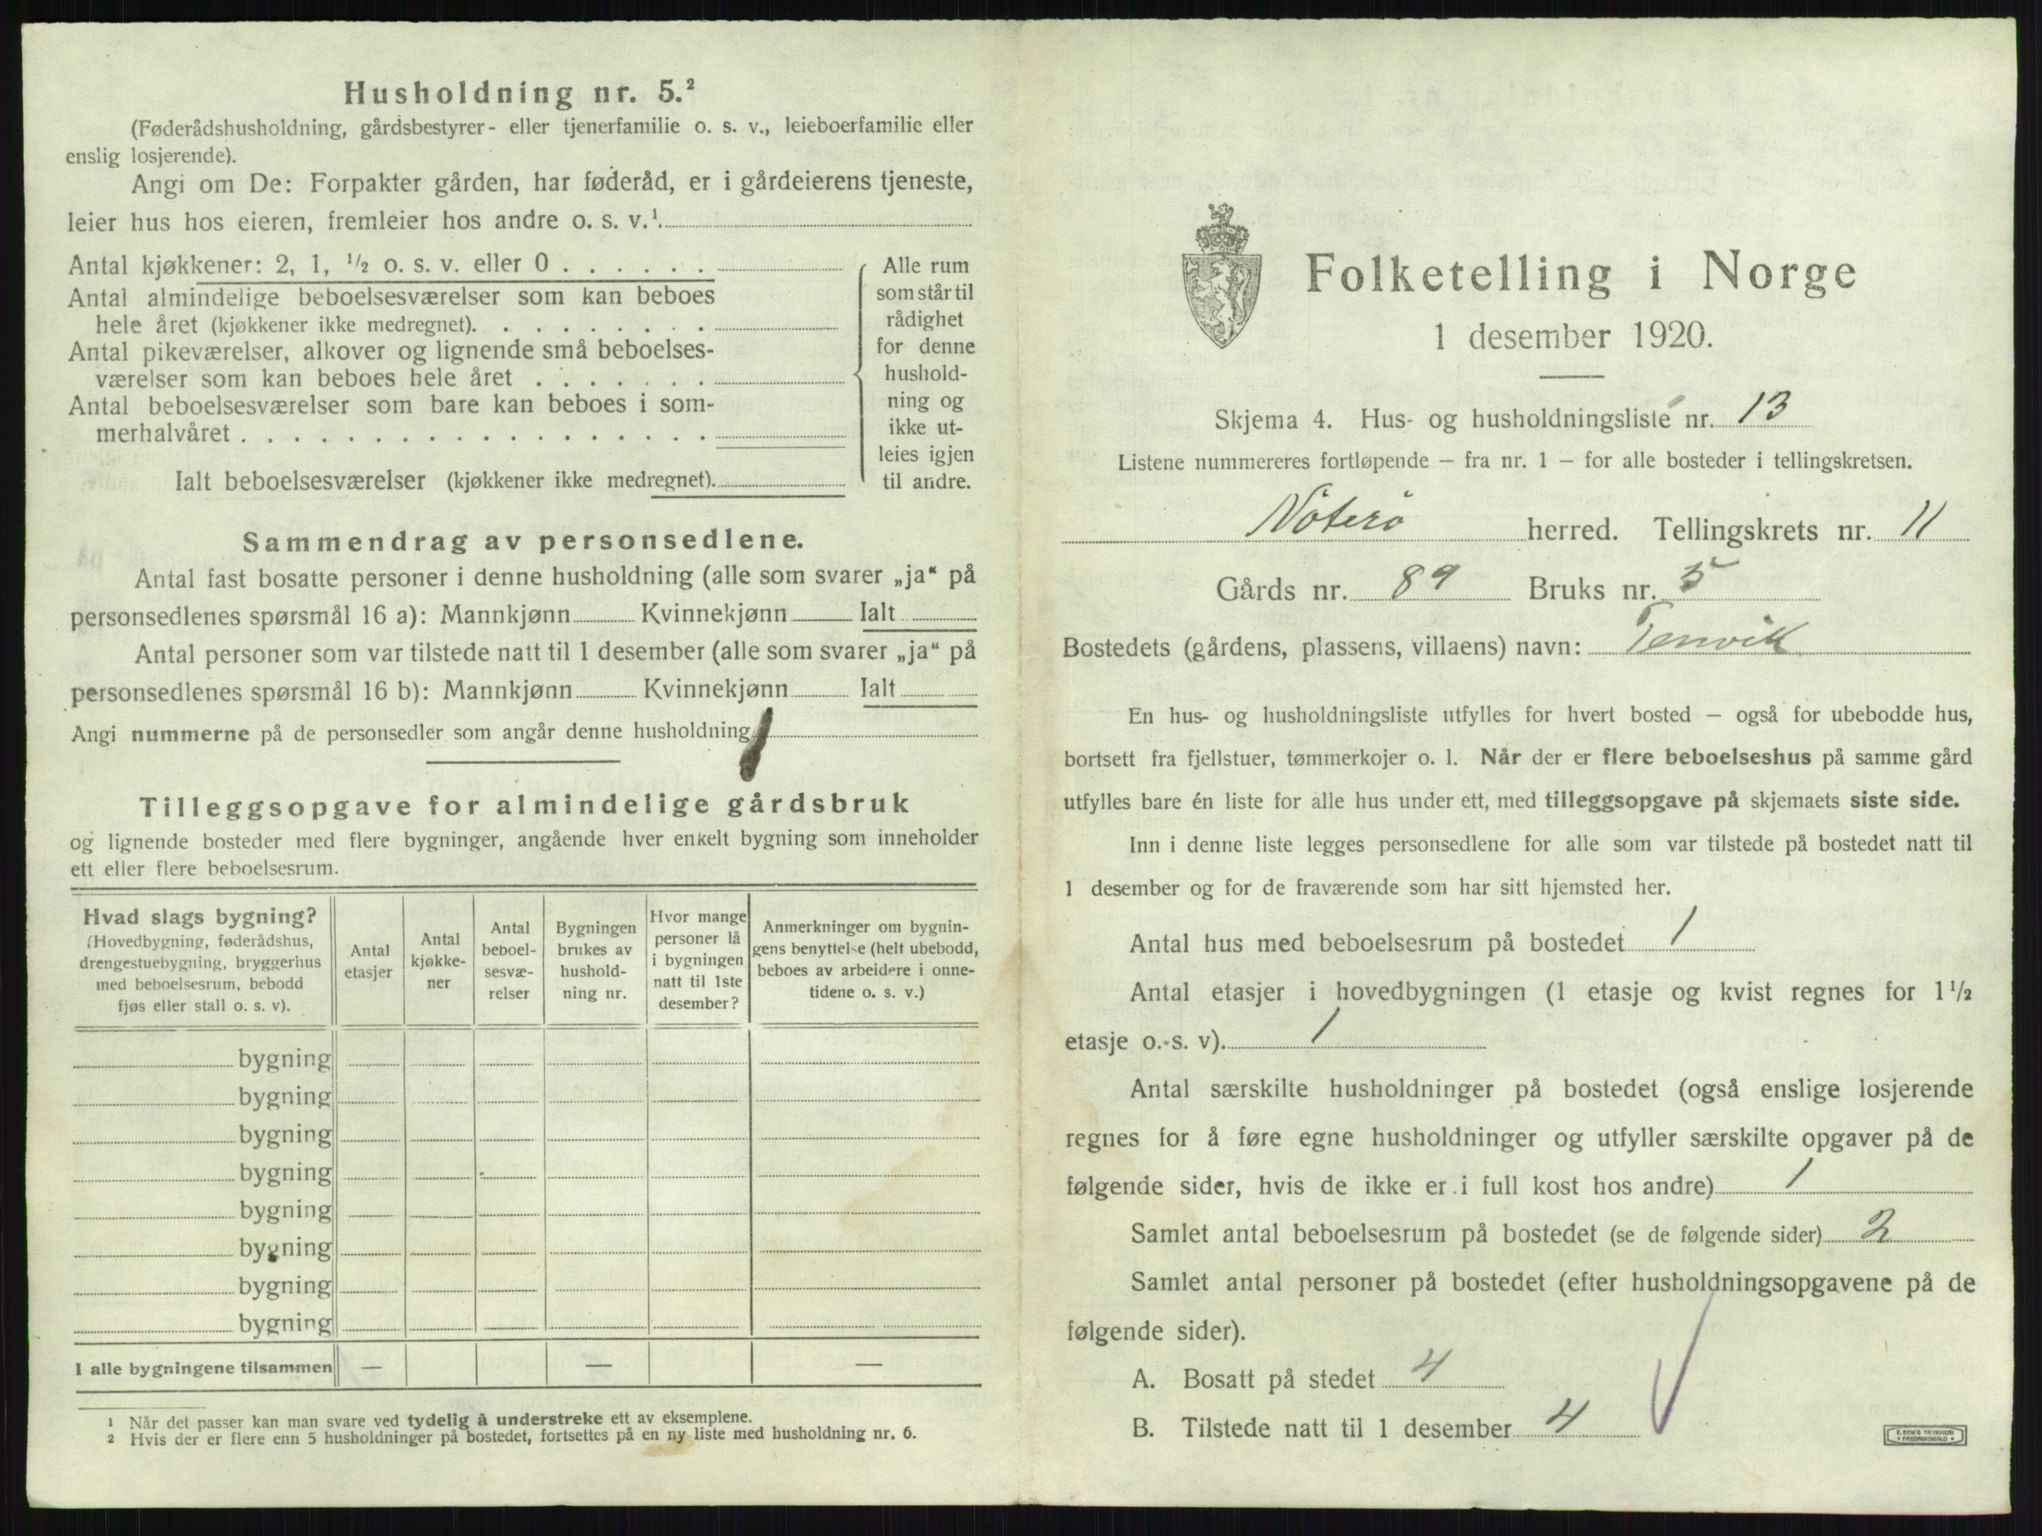 Husholdning nr. 5.²
(Føderådshusholdning, gårdsbestyrer- eller tjenerfamilie o. s. v., leieboerfamilie eller
enslig losjerende).
Angi om De: Forpakter gården, har føderåd, er i gårdeierens tjeneste,
leier hus hos eieren, fremleier hos andre o. s. v.¹.
Antal kjøkkener: 2, 1, ½ o. s. v. eller 0 . . . . . .
Antal almindelige beboelsesværelser som kan beboes
hele året (kjøkkener ikke medregnet). . . . . . . . .
Antal pikeværelser, alkover og lignende små beboelses-
værelser som kan beboes hele året . . . . . . .
Antal beboelsesværelser som bare kan beboes i som-
merhalvåret . . . . . . . . . . . . . . . . . .
Ialt beboelsesværelser (kjøkkener ikke medregnet).
Alle rum
som står til
rådighet
for denne
hushold-
ning og
ikke ut-
leies igjen
til andre.
Sammendrag av personsedlene.
Antal fast bosatte personer i denne husholdning (alle som svarer „ja“ på
personsedlenes spørsmål 16 a): Mannkjønn Kvinnekjønn Ialt
Antal personer som var tilstede natt til 1 desember (alle som svarer „ja“ på
personsedlenes spørsmål 16 b): Mannkjønn Kvinnekjønn Ialt
Angi nummerne på de personsedler som angår denne husholdning
Tilleggsopgave for almindelige gårdsbruk
og lignende bosteder med flere bygninger, angående hver enkelt bygning som inneholder
ett eller flere beboelsesrum.
Hvad slags bygning?
(Hovedbygning, føderådshus,
drengestuebygning, bryggerhus
med beboelsesrum, bebodd
fjøs eller stall o. s. v).
Antal
etasjer
Antal
kjøkke-
ner
Antal
beboel-
sesvæ-
relser
Bygningen
brukes av
hushold-
ning nr.
Hvor mange
personer lå
i bygningen
natt til 1ste
desember?
Anmerkninger om bygnin-
gens benyttelse (helt ubebodd,
beboes av arbeidere i onne-
tidene o. s. v.)
bygning
bygning
bygning
bygning
bygning
bygning
bygning
bygning
I alle bygningene tilsammen — — —
¹ Når det passer kan man svare ved tydelig å understreke ett av eksemplene.
² Hvis der er flere enn 5 husholdninger på bostedet, fortsettes på en ny liste med husholdning nr. 6.
Folketelling i Norge
1 desember 1920.
Skjema 4. Hus- og husholdningsliste nr. 13
Listene nummereres fortløpende — fra nr. 1 — for alle bosteder i tellingskretsen.
Nøterø herred. Tellingskrets nr. 11
Gårds nr. 89 Bruks nr. 5
Bostedets (gårdens, plassens, villaens) navn: Tenvik
En hus- og husholdningsliste utfylles for hvert bosted — også for ubebodde hus,
bortsett fra fjellstuer, tømmerkojer o. l. Når der er flere beboelseshus på samme gård
utfylles bare én liste for alle hus under ett, med tilleggsopgave på skjemaets siste side.
Inn i denne liste legges personsedlene for alle som var tilstede på bostedet natt til
1 desember og for de fraværende som har sitt hjemsted her.
Antal hus med beboelsesrum på bostedet 1
Antal etasjer i hovedbygningen (1 etasje og kvist regnes for 1½
etasje o. s. v). 1
Antal særskilte husholdninger på bostedet (også enslige losjerende
regnes for å føre egne husholdninger og utfyller særskilte opgaver på de
følgende sider, hvis de ikke er i full kost hos andre) 1
Samlet antal beboelsesrum på bostedet (se de følgende sider) 2
Samlet antal personer på bostedet (efter husholdningsopgavene på de
følgende sider).
A. Bosatt på stedet 4
B. Tilstede natt til 1 desember 4